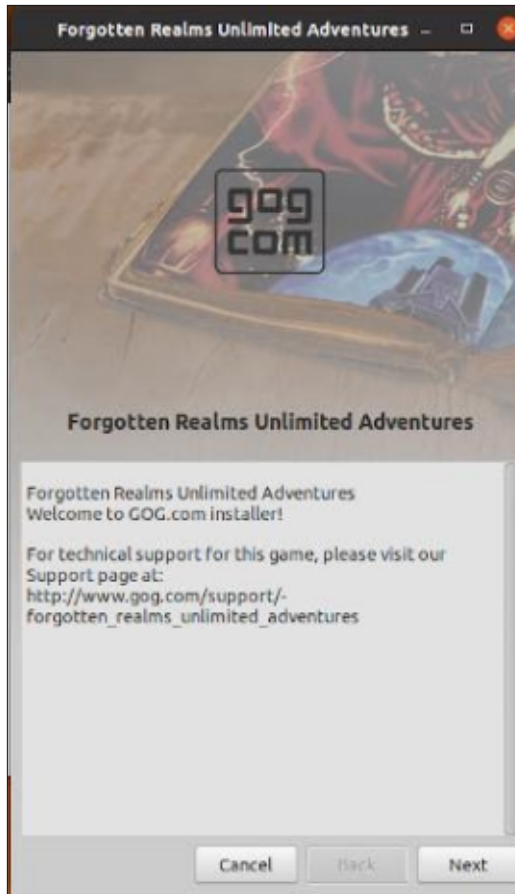 Forgotten Realms Unlimited Adventures
gog
com
Forgotten Realms Unlimited Adventures
Forgotten Realms Unlimited Adventures
Welcome to GOG.com installer!
For technical support for this game, please visit our
Support page at:
http://www.gog.com/support/-
forgotten_realms_unlimited_adventures
Cancel
Back
Next